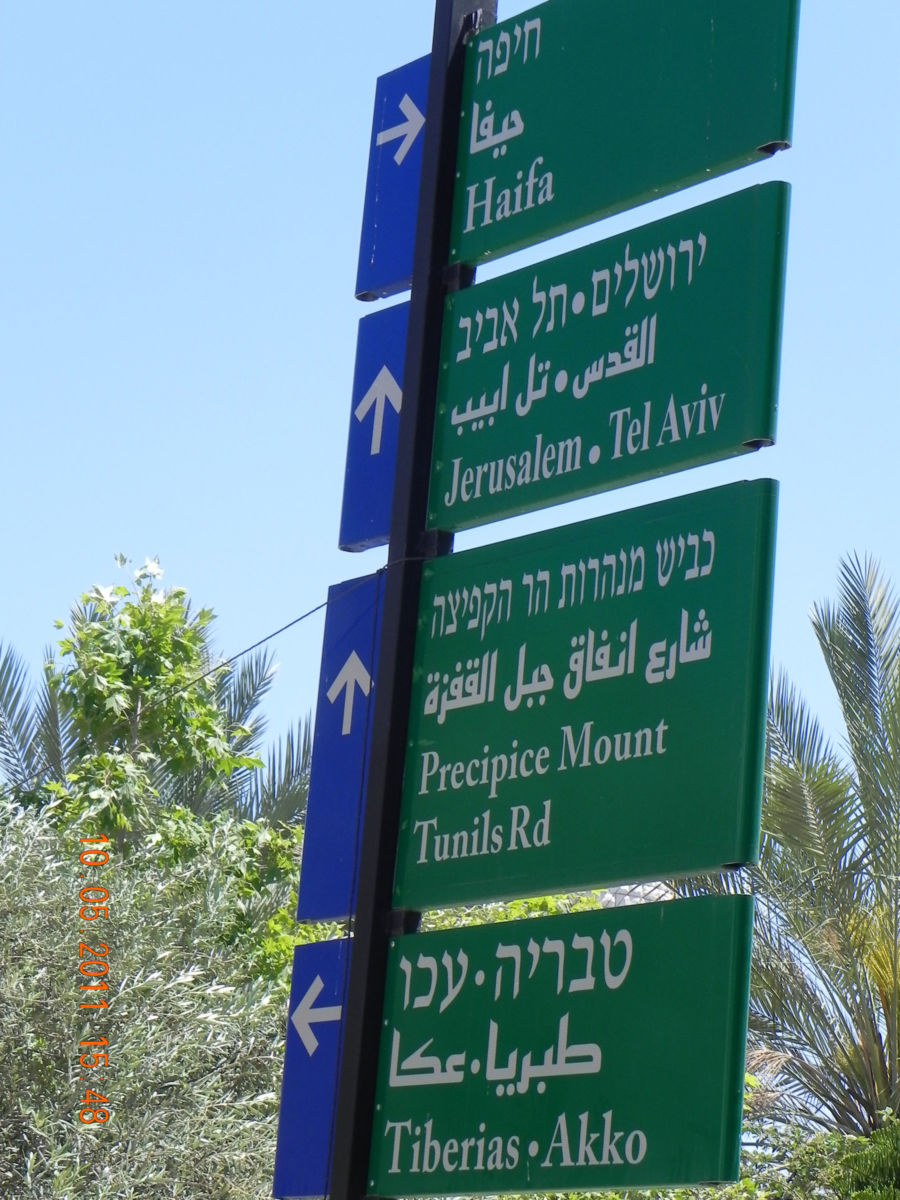 חיפה
حيفا
Haifa
ירושלים•תל אביב
القدس•تل ابيب
Jerusalem • Tel Aviv
כביש מנהרות הר הקפיצה
شارع انفاق جبل القفزة
Precipice Mount
Tunils Rd
טבריה•עכו
طبريا•عكا
Tiberias•Akko
10.05.2011 15:48